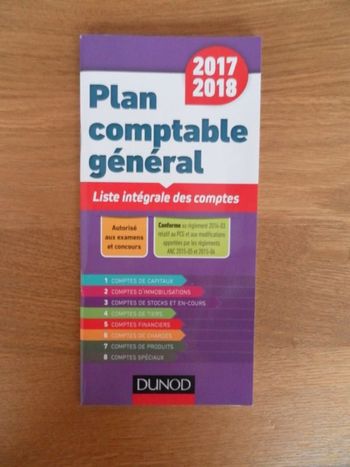 2017
2018
Plan
comptable
général
Liste intégrale des comptes
Autorisé
aux examens
et concours
Conforme au règlement 2014-03
relatif au PCG et aux modifications
apportées par les règlements
ANC 2015-05 et 2015-06
1 COMPTES DE CAPITAUX
2 COMPTES D'IMMOBILISATIONS
3 COMPTES DE STOCKS ET EN-COURS
4 COMPTES DE TIERS
5 COMPTES FINANCIERS
6 COMPTES DE CHARGES
7 COMPTES DE PRODUITS
8 COMPTES SPÉCIAUX
DUNOD